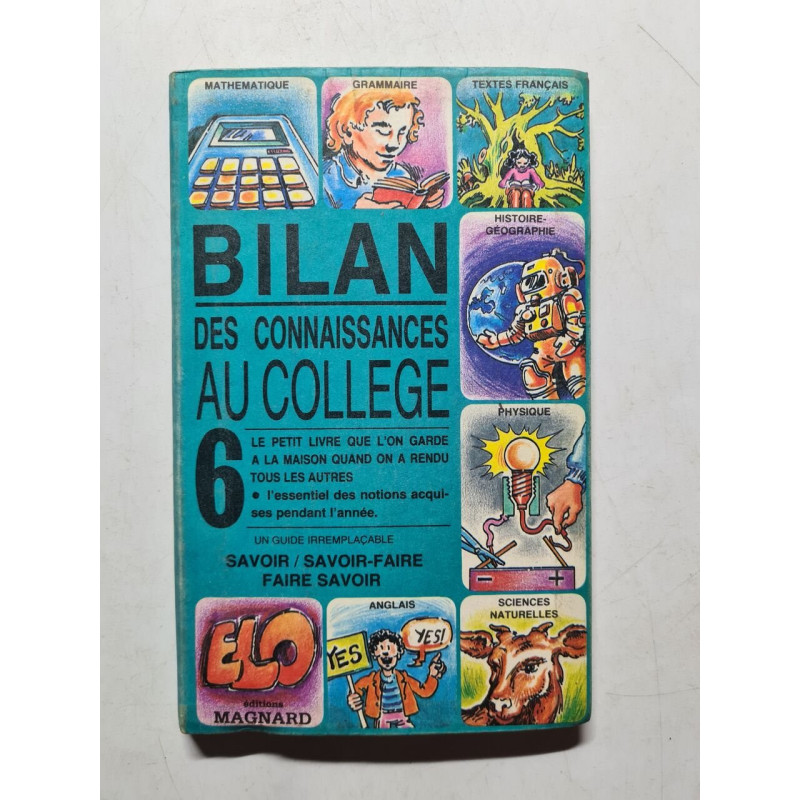 MATHEMATIQUE
GRAMMAIRE
TEXTES FRANÇAIS
BILAN
HISTOIRE-
GÉOGRAPHIE
DES CONNAISSANCES
AU COLLEGE
6
LE PETIT LIVRE QUE L'ON GARDE
A LA MAISON QUAND ON A RENDU
TOUS LES AUTRES
• l'essentiel des notions acqui-
ses pendant l'année.
PHYSIQUE
UN GUIDE IRREMPLAÇABLE
SAVOIR / SAVOIR-FAIRE
FAIRE SAVOIR
- +
ELO
éditions
MAGNARD
ANGLAIS
YES
YES!
SCIENCES
NATURELLES